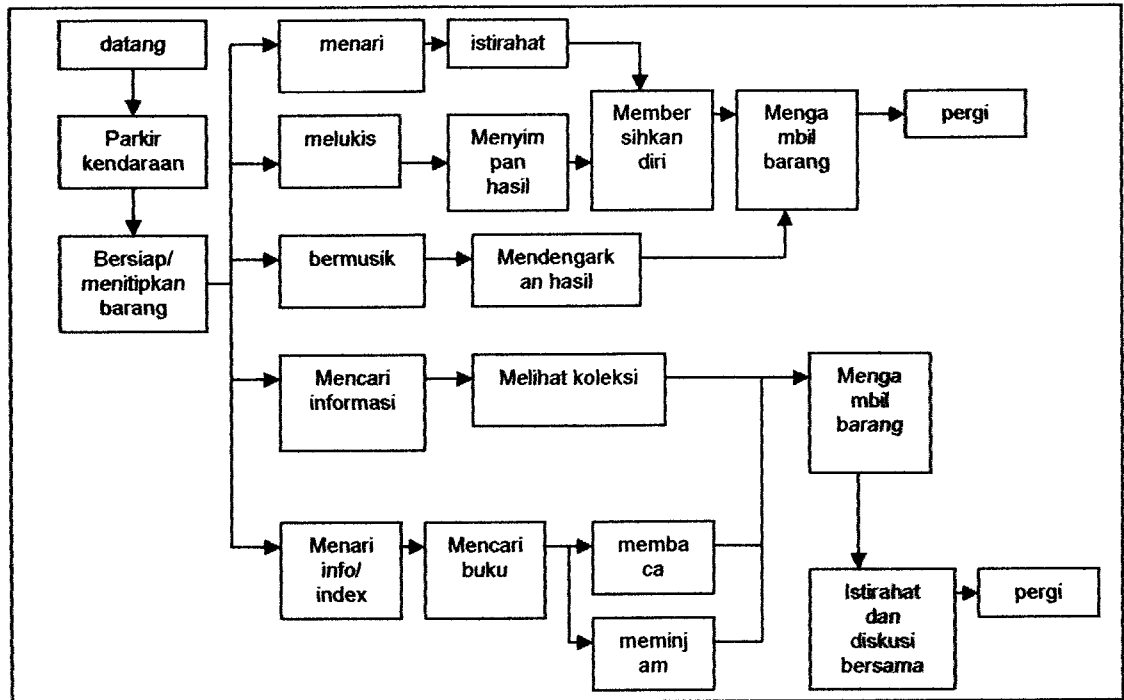 datang
Parkir
kendaraan
Bersiap/
menitipkan
barang
menari
istirahat
melukis
Menyim
pan
hasil
Member
sihkan
diri
Menga
mbil
barang
pergi
bermusik
Mendengark
an hasil
Mencari
informasi
Melihat koleksi
Menga
mbil
barang
Menari
info/
index
Mencari
buku
memba
ca
meminj
am
Istirahat
dan
diskusi
bersama
pergi